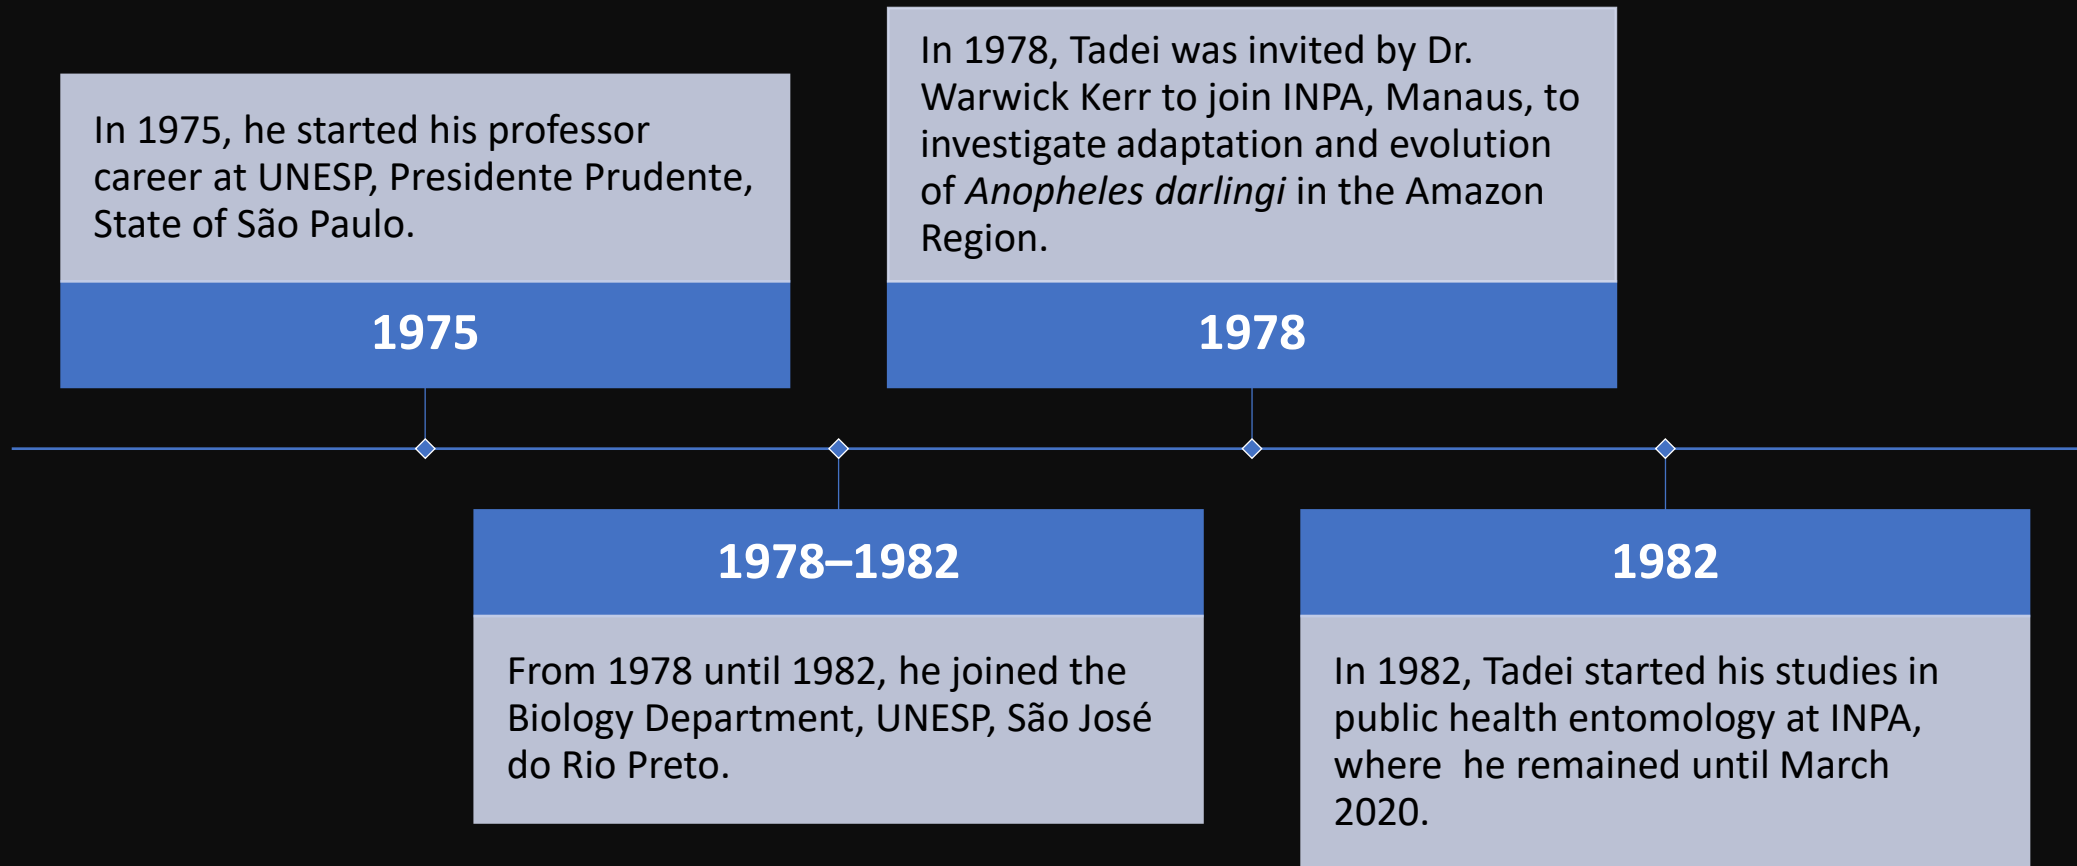 In 1975, he started his professor
career at UNESP, Presidente Prudente,
State of São Paulo.
1975
1978–1982
From 1978 until 1982, he joined the
Biology Department, UNESP, São José
do Rio Preto.
In 1978, Tadei was invited by Dr.
Warwick Kerr to join INPA, Manaus, to
investigate adaptation and evolution
of Anopheles darlingi in the Amazon
Region.
1978
1982
In 1982, Tadei started his studies in
public health entomology at INPA,
where  he remained until March
2020.